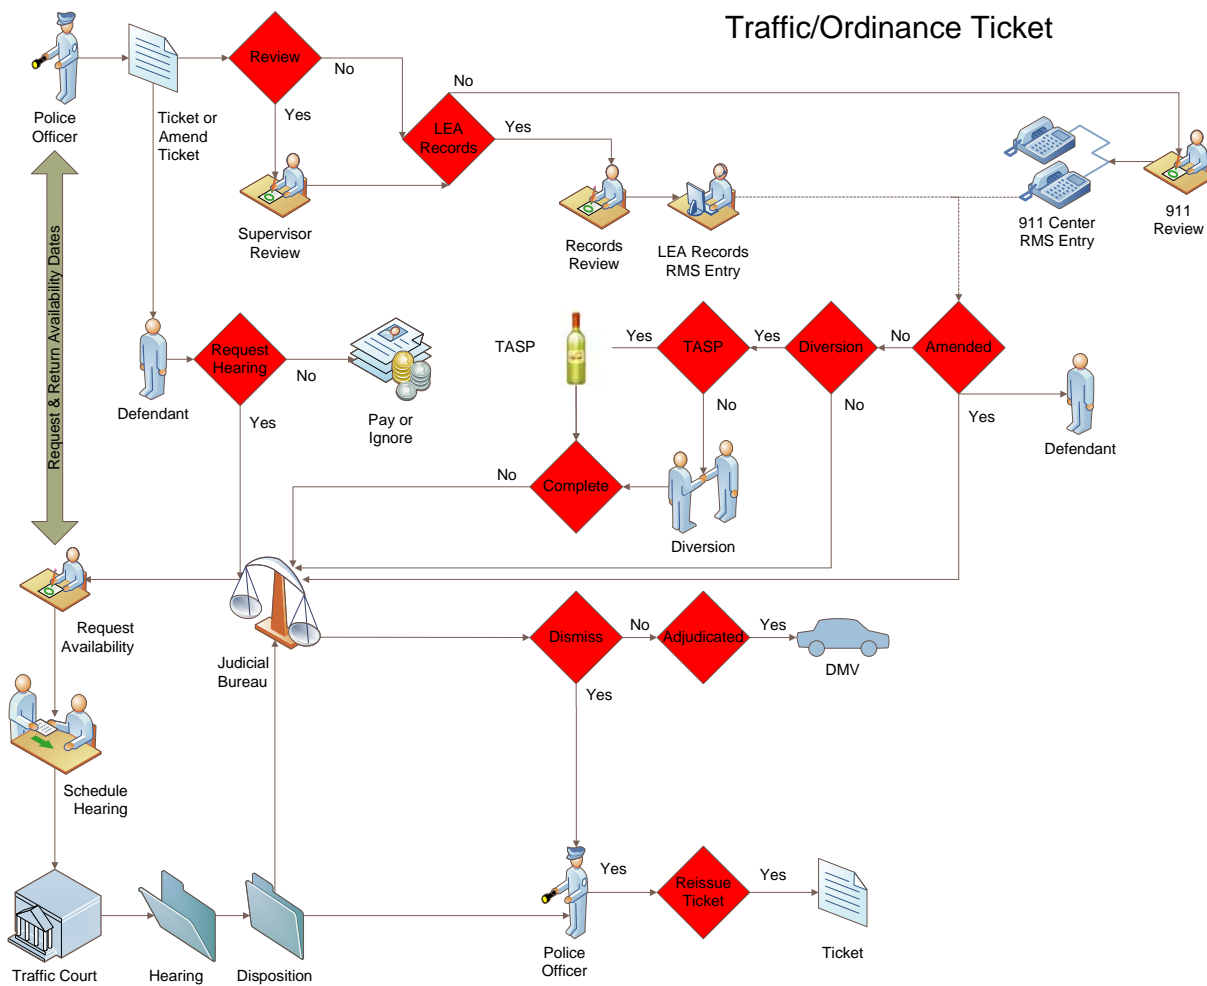 Traffic/Ordinance Ticket
Review
No
No
Police
Officer
Ticket or
Amend
Ticket
Yes
LEA
Records
Yes
911 Center
RMS Entry
911
Review
Supervisor
Review
Records
Review
LEA Records
RMS Entry
Request & Return Availability Dates
Request
Hearing
No
Yes
Defendant
Pay or
Ignore
TASP
Yes
TASP
Yes
Diversion
No
Amended
No
No
Yes
Defendant
No
Complete
Diversion
Request
Availability
Judicial
Bureau
Dismiss
No
Adjudicated
Yes
DMV
Yes
Schedule
Hearing
Yes
Reissue
Ticket
Yes
Traffic Court
Hearing
Disposition
Police
Officer
Ticket